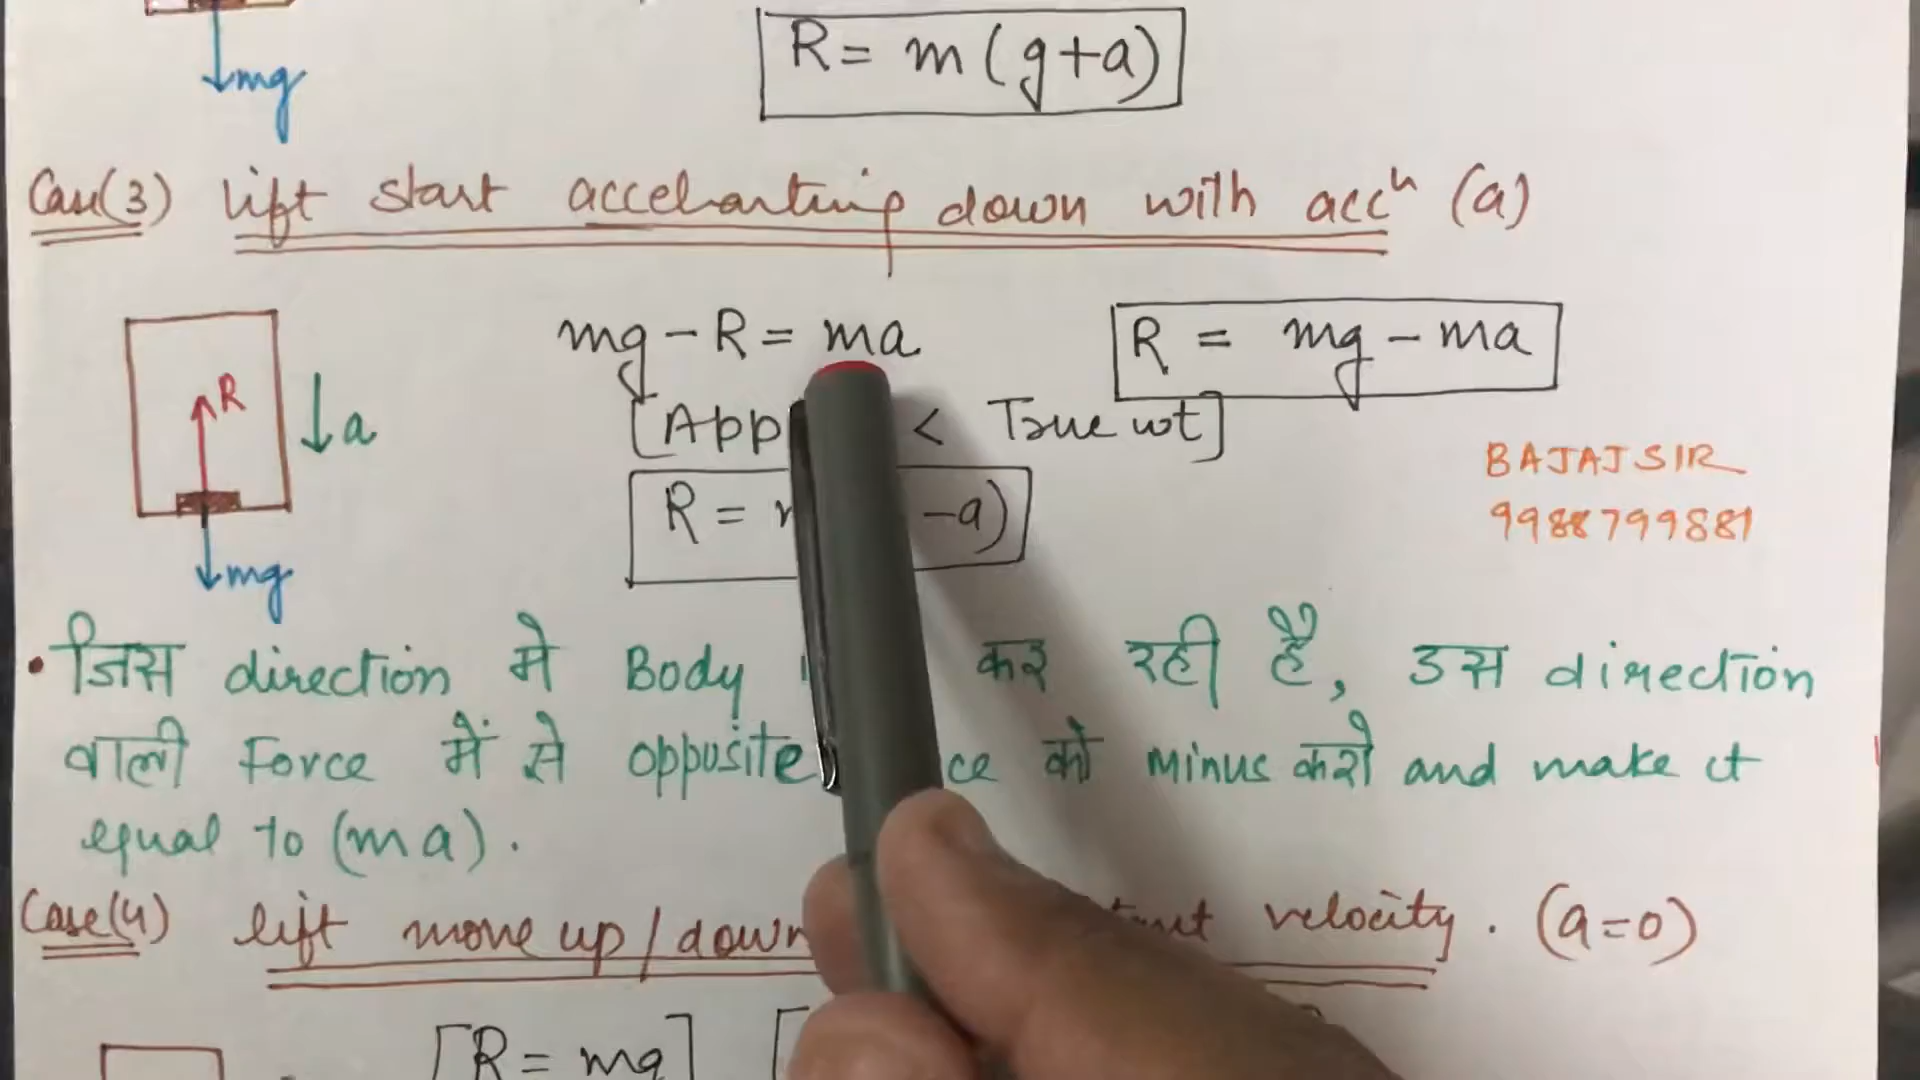 mg
R = m (g+a)
Case(3) lift start accelarting down with accⁿ (a)
mg - R = ma
R = mg - ma
R
a
[App < True wt]
R = -a)
BAJAJ SIR
9988799881
mg
• जिस direction मे Body कर रही है, उस direction
वाली Force में से opposite को minus करो and make it
equal to (ma).
Case(4) lift move up/down velocity. (a=0)
[R = mg] [